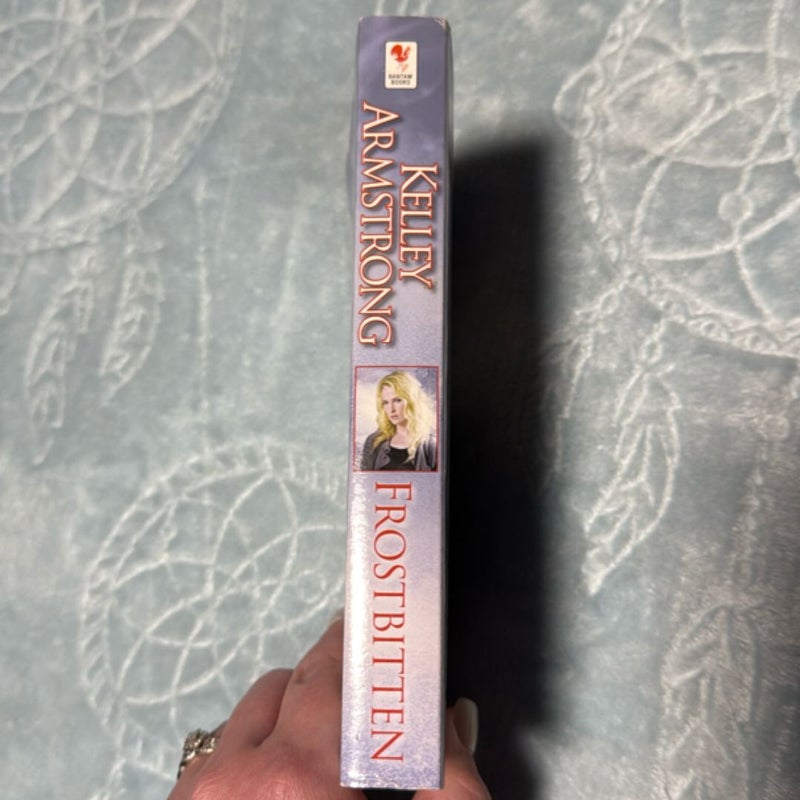 BANTAM
BOOKS
KELLEY
ARMSTRONG
FROSTBITTEN